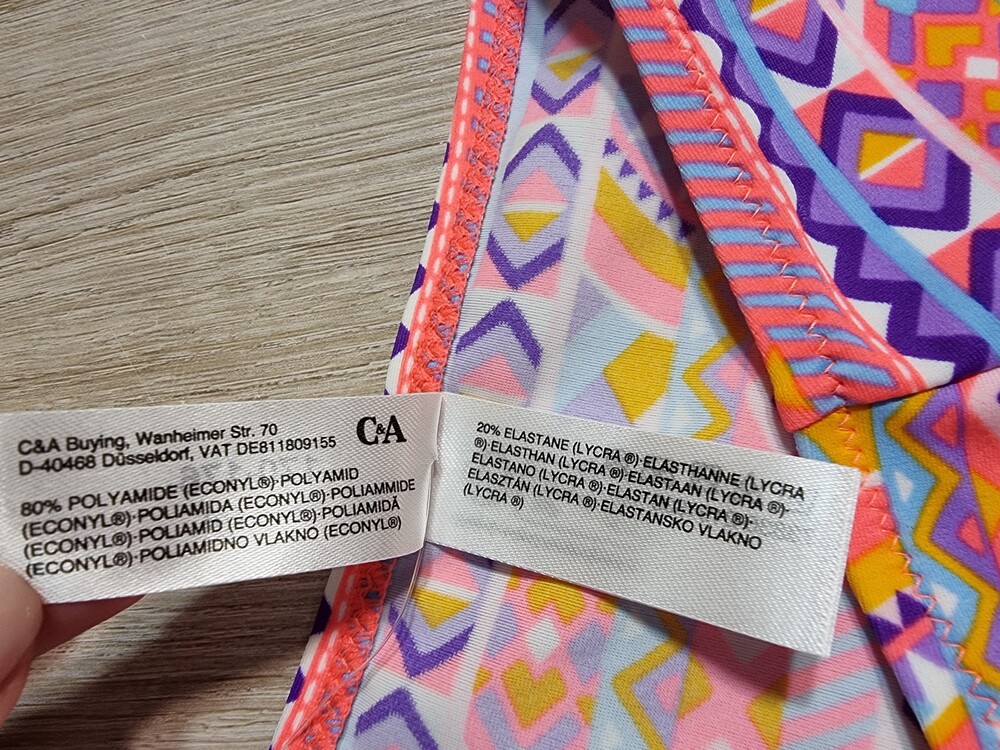 C&A Buying, Wanheimer Str. 70
D-40468 Düsseldorf, VAT DE811809155
C&A
80% POLYAMIDE (ECONYL®)·POLYAMID
(ECONYL®)·POLIAMIDA (ECONYL®)·POLIAMMIDE
(ECONYL®)·POLIAMID (ECONYL®)·POLIAMIDĂ
(ECONYL®)·POLIAMIDNO VLAKNO (ECONYL®)
20% ELASTANE (LYCRA ®)·ELASTHANNE (LYCRA
®)·ELASTHAN (LYCRA ®)·ELASTAAN (LYCRA ®)·
ELASTANO (LYCRA ®)·ELASTAN (LYCRA ®)·
ELASZTÁN (LYCRA ®)·ELASTANSKO VLAKNO
(LYCRA ®)